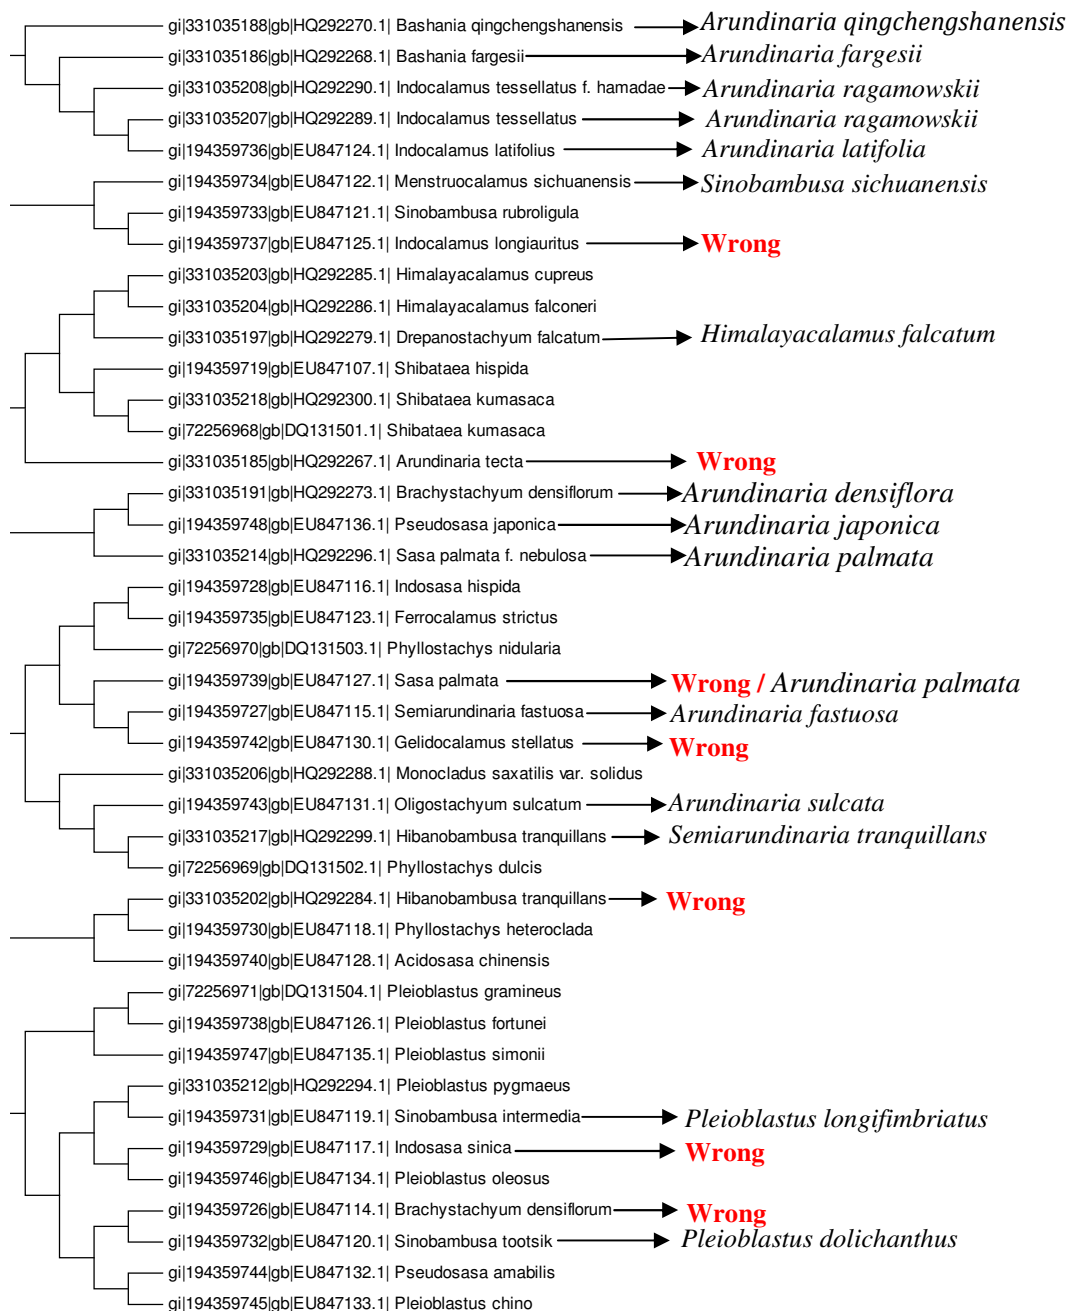 gi|331035188|gb|HQ292270.1| Bashania qingchengshanensis Arundinaria qingchengshanensis
gi|331035186|gb|HQ292268.1| Bashania fargesii Arundinaria fargesii
gi|331035208|gb|HQ292290.1| Indocalamus tessellatus f. hamadae Arundinaria ragamowskii
gi|331035207|gb|HQ292289.1| Indocalamus tessellatus Arundinaria ragamowskii
gi|194359736|gb|EU847124.1| Indocalamus latifolius Arundinaria latifolia
gi|194359734|gb|EU847122.1| Menstruocalamus sichuanensis Sinobambusa sichuanensis
gi|194359733|gb|EU847121.1| Sinobambusa rubroligula
gi|194359737|gb|EU847125.1| Indocalamus longiauritus Wrong
gi|331035203|gb|HQ292285.1| Himalayacalamus cupreus
gi|331035204|gb|HQ292286.1| Himalayacalamus falconeri
gi|331035197|gb|HQ292279.1| Drepanostachyum falcatum Himalayacalamus falcatum
gi|194359719|gb|EU847107.1| Shibataea hispida
gi|331035218|gb|HQ292300.1| Shibataea kumasaca
gi|72256968|gb|DQ131501.1| Shibataea kumasaca
gi|331035185|gb|HQ292267.1| Arundinaria tecta Wrong
gi|331035191|gb|HQ292273.1| Brachystachyum densiflorum Arundinaria densiflora
gi|194359748|gb|EU847136.1| Pseudosasa japonica Arundinaria japonica
gi|331035214|gb|HQ292296.1| Sasa palmata f. nebulosa Arundinaria palmata
gi|194359728|gb|EU847116.1| Indosasa hispida
gi|194359735|gb|EU847123.1| Ferrocalamus strictus
gi|72256970|gb|DQ131503.1| Phyllostachys nidularia
gi|194359739|gb|EU847127.1| Sasa palmata Wrong / Arundinaria palmata
gi|194359727|gb|EU847115.1| Semiarundinaria fastuosa Arundinaria fastuosa
gi|194359742|gb|EU847130.1| Gelidocalamus stellatus Wrong
gi|331035206|gb|HQ292288.1| Monocladus saxatilis var. solidus
gi|194359743|gb|EU847131.1| Oligostachyum sulcatum Arundinaria sulcata
gi|331035217|gb|HQ292299.1| Hibanobambusa tranquillans Semiarundinaria tranquillans
gi|72256969|gb|DQ131502.1| Phyllostachys dulcis
gi|331035202|gb|HQ292284.1| Hibanobambusa tranquillans Wrong
gi|194359730|gb|EU847118.1| Phyllostachys heteroclada
gi|194359740|gb|EU847128.1| Acidosasa chinensis
gi|72256971|gb|DQ131504.1| Pleioblastus gramineus
gi|194359738|gb|EU847126.1| Pleioblastus fortunei
gi|194359747|gb|EU847135.1| Pleioblastus simonii
gi|331035212|gb|HQ292294.1| Pleioblastus pygmaeus
gi|194359731|gb|EU847119.1| Sinobambusa intermedia Pleioblastus longifimbriatus
gi|194359729|gb|EU847117.1| Indosasa sinica Wrong
gi|194359746|gb|EU847134.1| Pleioblastus oleosus
gi|194359726|gb|EU847114.1| Brachystachyum densiflorum Wrong
gi|194359732|gb|EU847120.1| Sinobambusa tootsik Pleioblastus dolichanthus
gi|194359744|gb|EU847132.1| Pseudosasa amabilis
gi|194359745|gb|EU847133.1| Pleioblastus chino